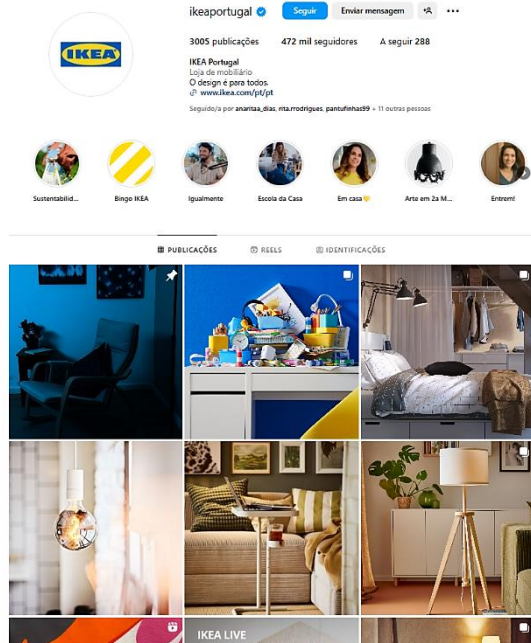 ikeaportugal
Seguir
Enviar mensagem
IKEA
3005 publicações
472 mil seguidores
A seguir 288
IKEA Portugal
Loja de mobiliário
O design é para todos.
www.ikea.com/pt/pt
Seguido/a por anaritaa_dias, rita.rrodrigues, pantufinhas99 + 11 outras pessoas
Sustentabilid...
Bingo IKEA
Igualmente
Escola da Casa
Em casa💛
Arte em 2a M...
Entrem!
PUBLICAÇÕES
REELS
IDENTIFICAÇÕES
IKEA LIVE